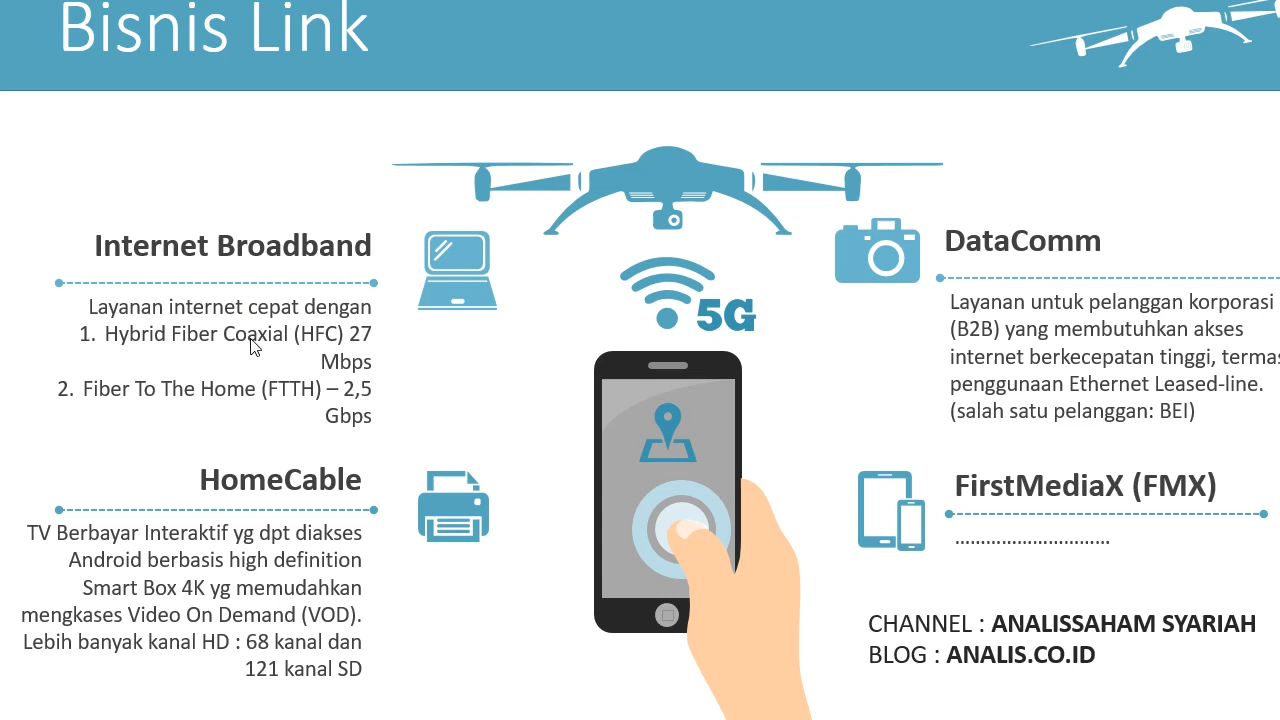 Bisnis Link
Internet Broadband
Layanan internet cepat dengan
1. Hybrid Fiber Coaxial (HFC) 27
Mbps
2. Fiber To The Home (FTTH) – 2,5
Gbps
HomeCable
TV Berbayar Interaktif yg dpt diakses
Android berbasis high definition
Smart Box 4K yg memudahkan
mengkases Video On Demand (VOD).
Lebih banyak kanal HD : 68 kanal dan
121 kanal SD
5G
DataComm
Layanan untuk pelanggan korporasi
(B2B) yang membutuhkan akses
internet berkecepatan tinggi, termas
penggunaan Ethernet Leased-line.
(salah satu pelanggan: BEI)
FirstMediaX (FMX)
..............................
CHANNEL : ANALISSAHAM SYARIAH
BLOG : ANALIS.CO.ID